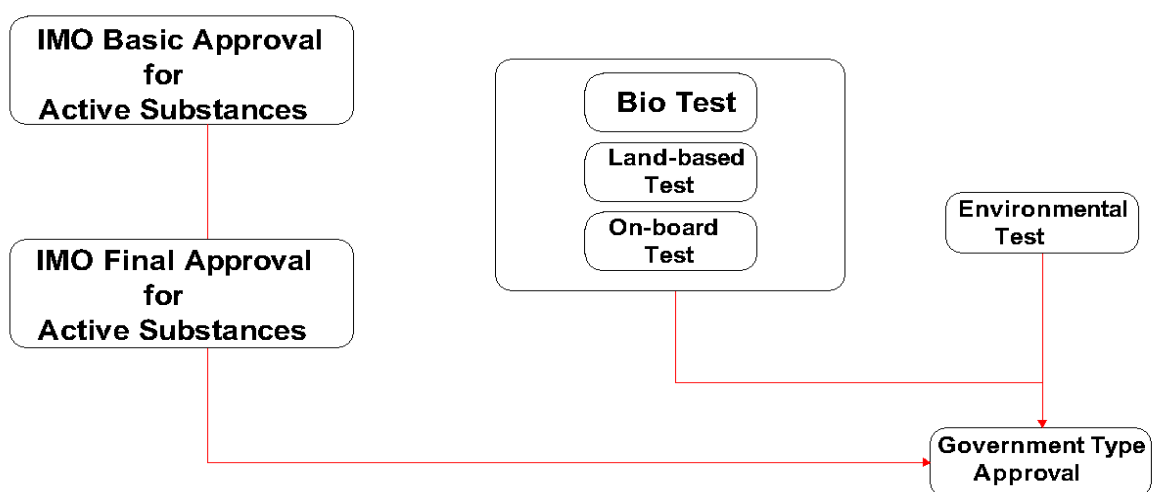 IMO Basic Approval
for
Active Substances
Bio Test
Land-based
Test
On-board
Test
Environmental
Test
IMO Final Approval
for
Active Substances
Government Type
Approval